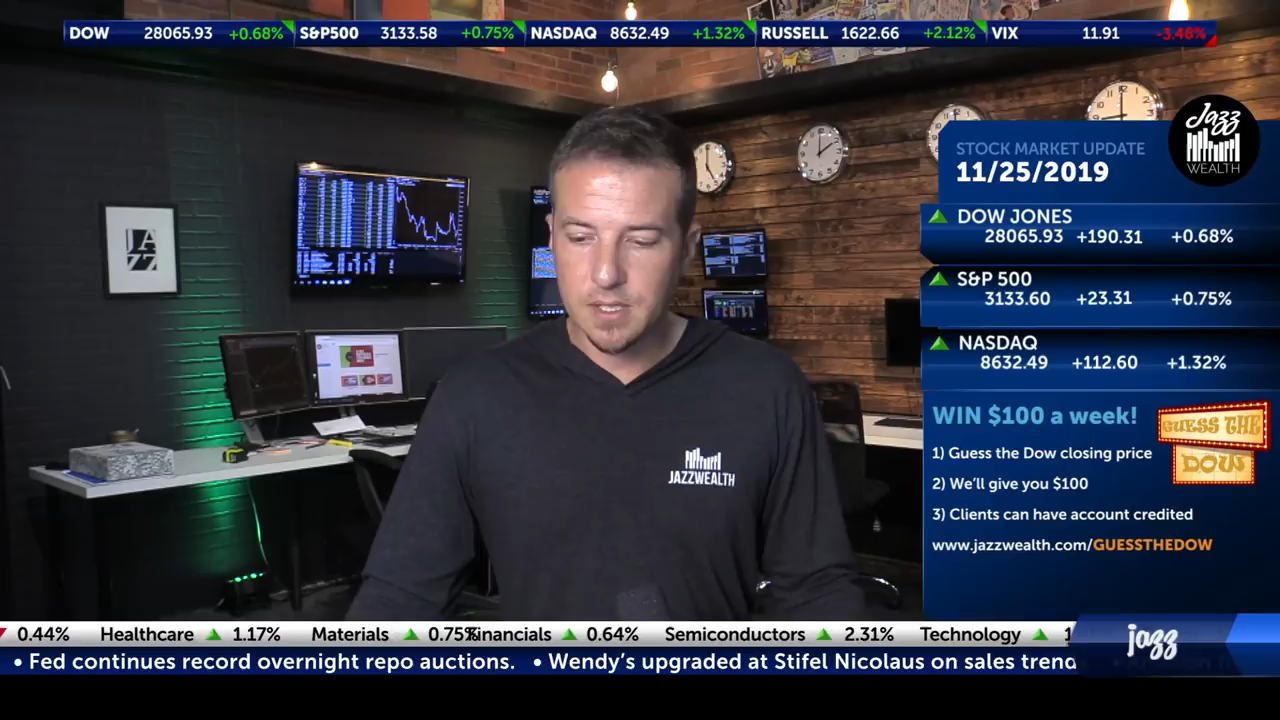 DOW 28065.93 +0.68% S&P500 3133.58 +0.75% NASDAQ 8632.49 +1.32% RUSSELL 1622.66 +2.12% VIX 11.91 -3.48%
Jazz
WEALTH
STOCK MARKET UPDATE
11/25/2019
DOW JONES
28065.93 +190.31 +0.68%
S&P 500
3133.60 +23.31 +0.75%
NASDAQ
8632.49 +112.60 +1.32%
WIN $100 a week!
GUESS THE
DOW
1) Guess the Dow closing price
2) We'll give you $100
3) Clients can have account credited
www.jazzwealth.com/GUESSTHEDOW
JA
ZZ
JAZZWEALTH
0.44% Healthcare 1.17% Materials 0.75% Financials 0.64% Semiconductors 2.31% Technology
jazz
• Fed continues record overnight repo auctions. • Wendy's upgraded at Stifel Nicolaus on sales trend